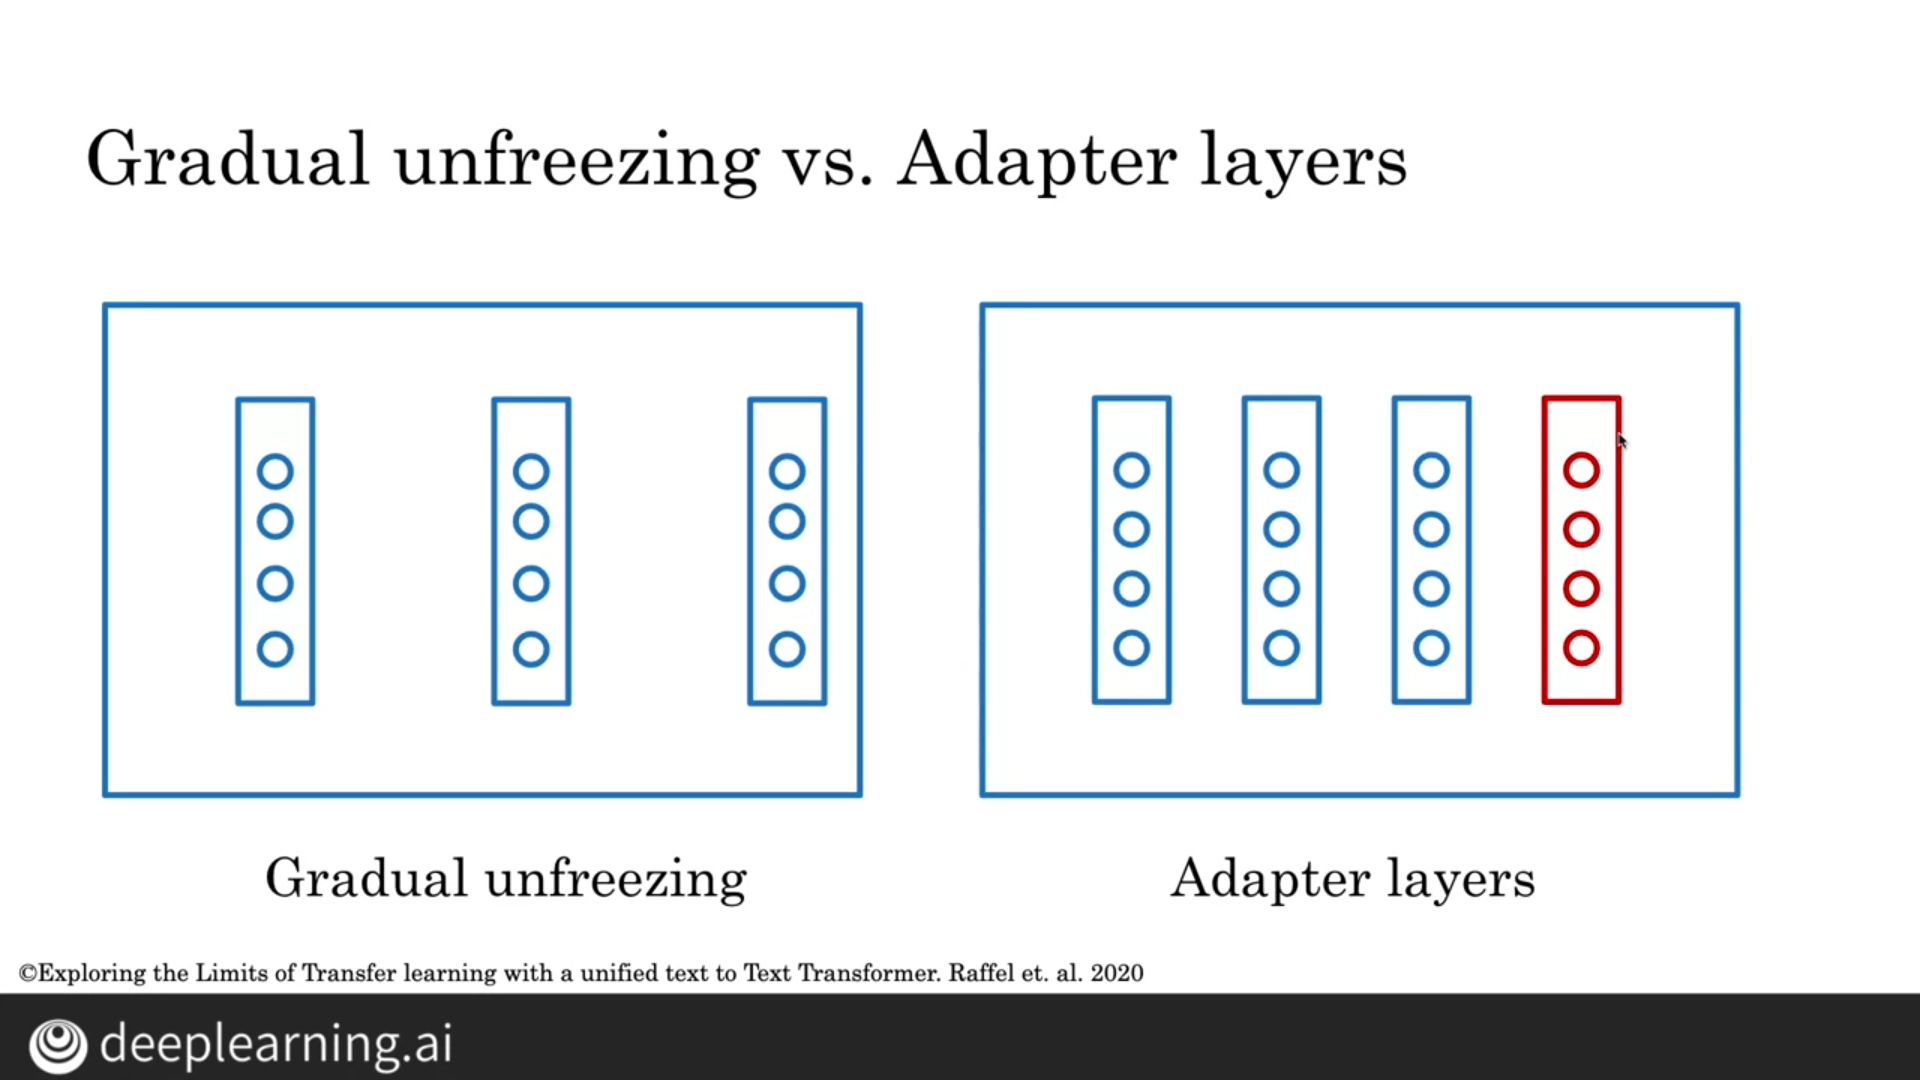 Gradual unfreezing vs. Adapter layers
Gradual unfreezing
Adapter layers
©Exploring the Limits of Transfer learning with a unified text to Text Transformer. Raffel et. al. 2020
deeplearning.ai